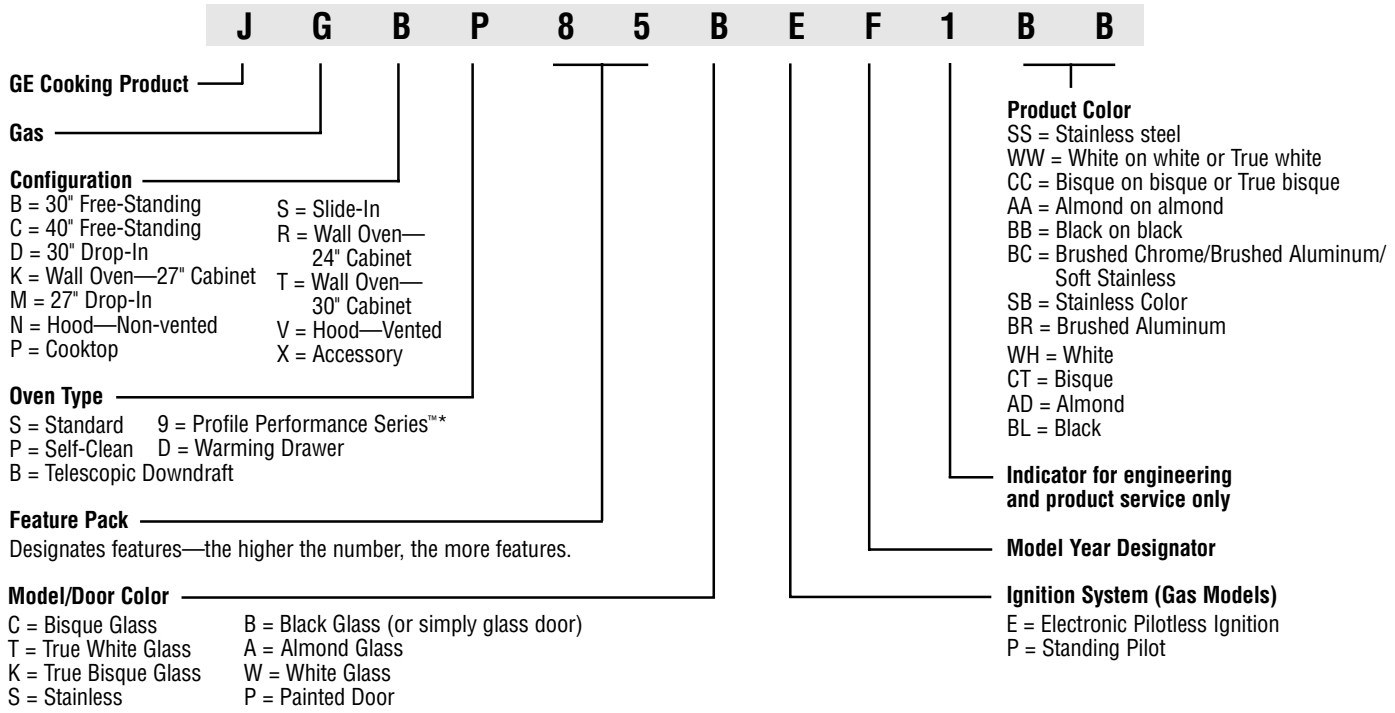 J G B P 8 5 B E F 1 B B
GE Cooking Product
Gas
Configuration
B = 30" Free-Standing
C = 40" Free-Standing
D = 30" Drop-In
K = Wall Oven—27" Cabinet
M = 27" Drop-In
N = Hood—Non-vented
P = Cooktop
S = Slide-In
R = Wall Oven—
24" Cabinet
T = Wall Oven—
30" Cabinet
V = Hood—Vented
X = Accessory
Oven Type
S = Standard 9 = Profile Performance Series™*
P = Self-Clean D = Warming Drawer
B = Telescopic Downdraft
Feature Pack
Designates features—the higher the number, the more features.
Model/Door Color
C = Bisque Glass
T = True White Glass
K = True Bisque Glass
S = Stainless
B = Black Glass (or simply glass door)
A = Almond Glass
W = White Glass
P = Painted Door
Product Color
SS = Stainless steel
WW = White on white or True white
CC = Bisque on bisque or True bisque
AA = Almond on almond
BB = Black on black
BC = Brushed Chrome/Brushed Aluminum/
Soft Stainless
SB = Stainless Color
BR = Brushed Aluminum
WH = White
CT = Bisque
AD = Almond
BL = Black
Indicator for engineering
and product service only
Model Year Designator
Ignition System (Gas Models)
E = Electronic Pilotless Ignition
P = Standing Pilot